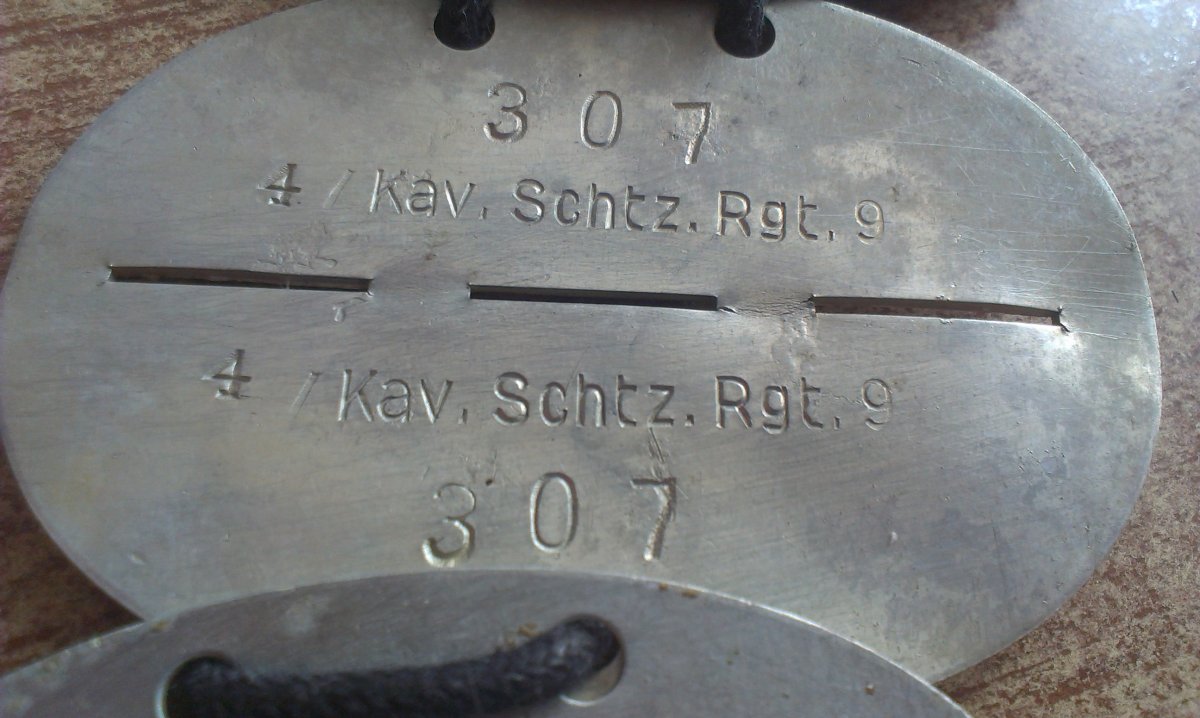 307
4 / Kav. Schtz. Rgt. 9
4 / Kav. Schtz. Rgt. 9
307